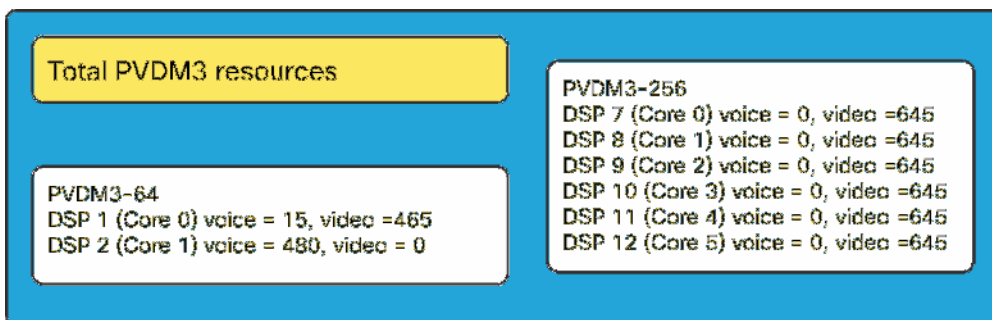 Total PVDM3 resources
PVDM3-64
DSP 1 (Core 0) voice = 15, video =465
DSP 2 (Core 1) voice = 480, video = 0
PVDM3-256
DSP 7 (Core 0) voice = 0, video =645
DSP 8 (Core 1) voice = 0, video =645
DSP 9 (Core 2) voice = 0, video =645
DSP 10 (Core 3) voice = 0, video =645
DSP 11 (Core 4) voice = 0, video =645
DSP 12 (Core 5) voice = 0, video =645